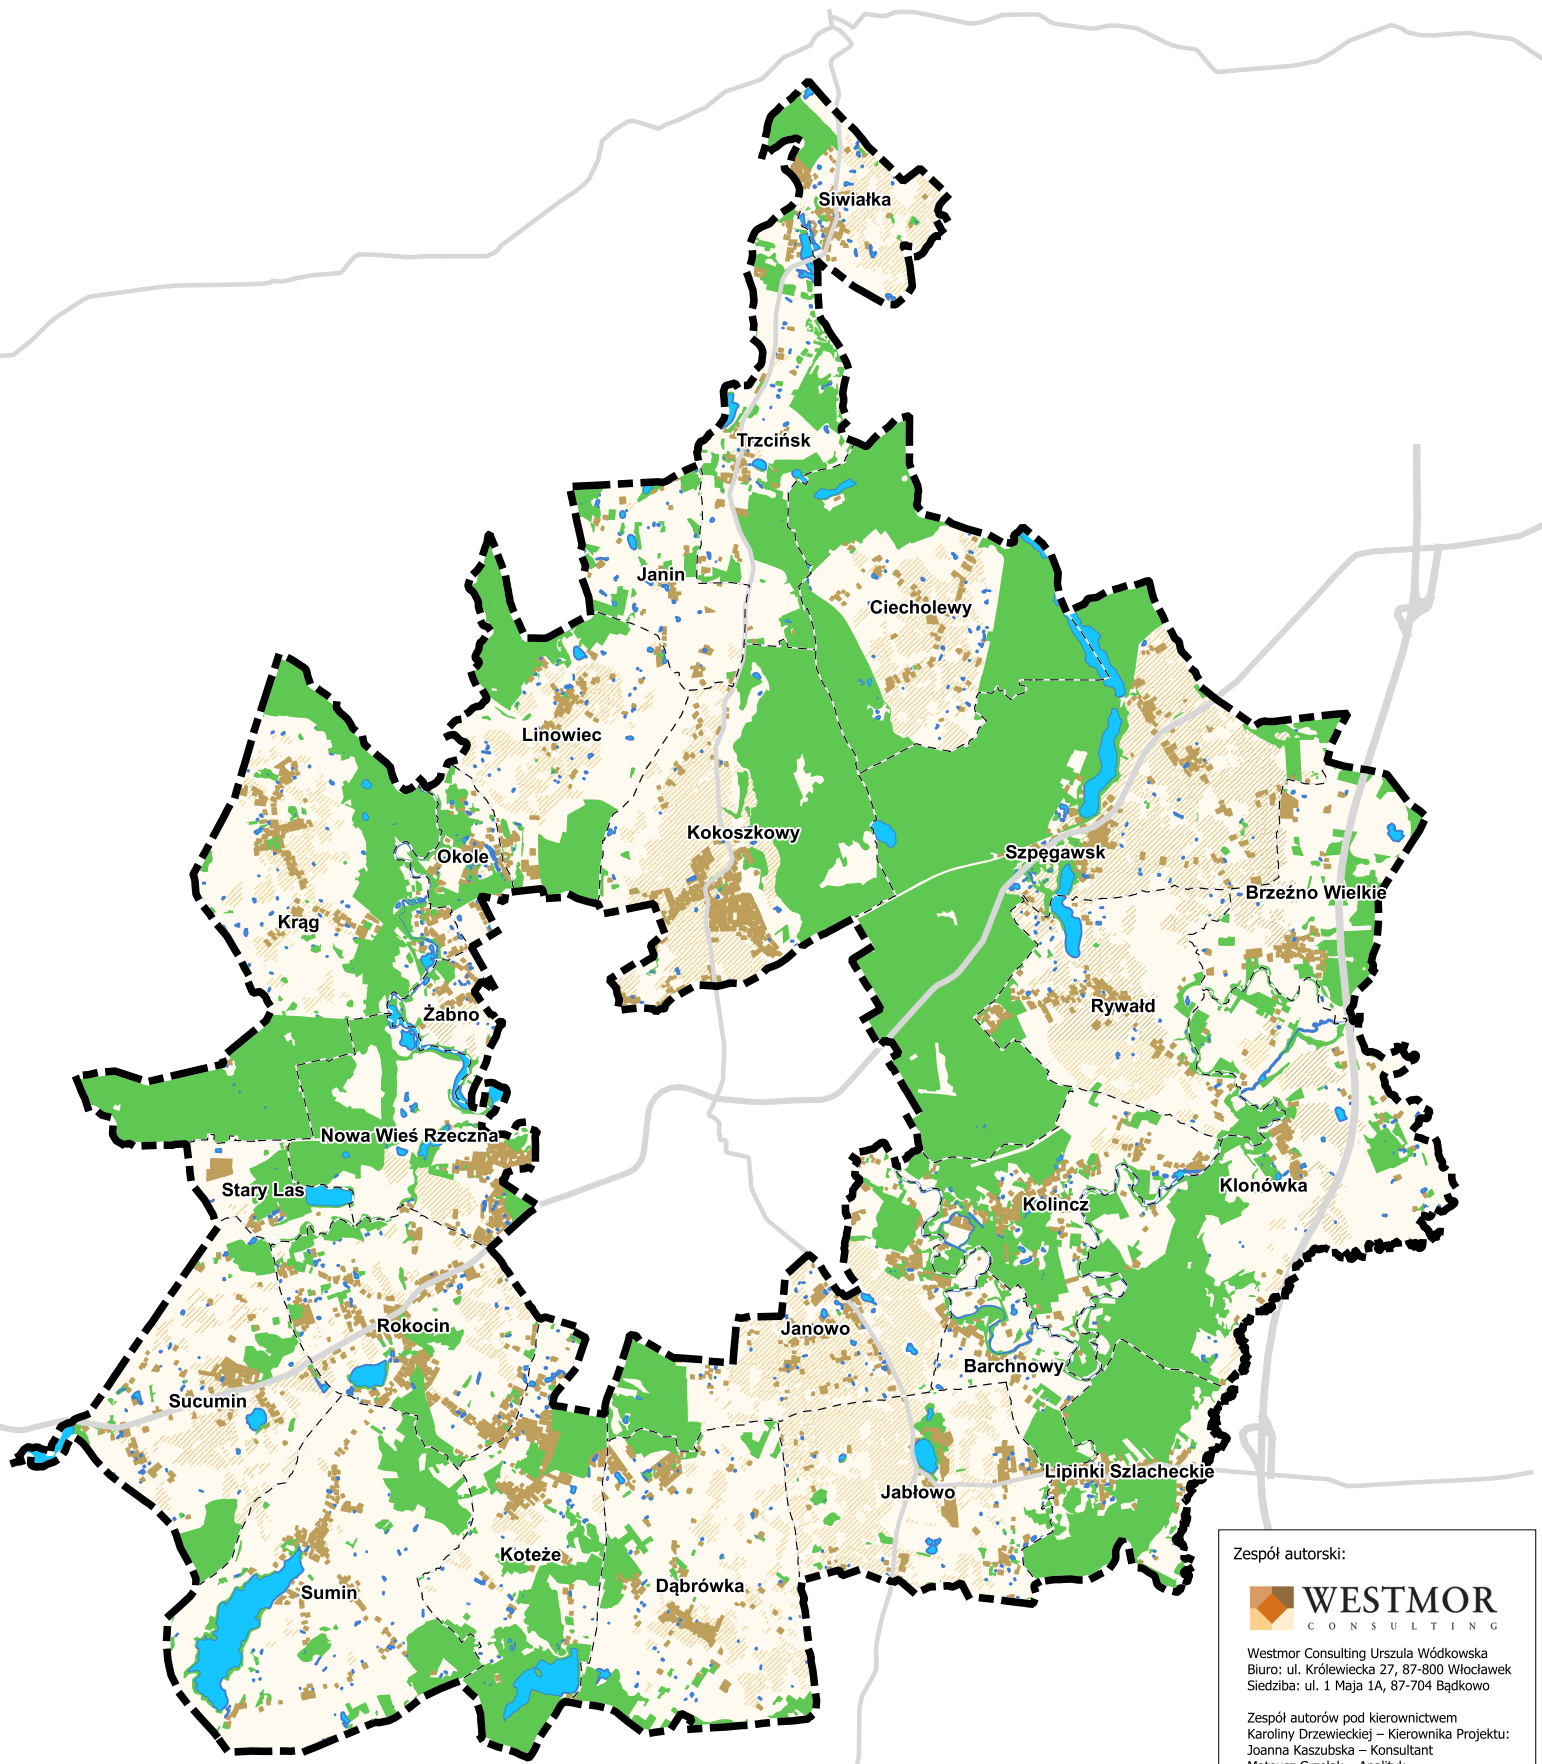 Siwiałka
Trzcińsk
Janin
Ciecholewy
Linowiec
Kokoszkowy
Okole
Szpęgawsk
Brzeźno Wielkie
Krąg
Żabno
Rywałd
Nowa Wieś Rzeczna
Stary Las
Klonówka
Kolincz
Rokocin
Janowo
Barchnowy
Sucumin
Lipinki Szlacheckie
Jabłowo
Koteże
Dąbrówka
Sumin
Zespół autorski:
WESTMOR
CONSULTING
Westmor Consulting Urszula Wódkowska
Biuro: ul. Królewiecka 27, 87-800 Włocławek
Siedziba: ul. 1 Maja 1A, 87-704 Bądkowo
Zespół autorów pod kierownictwem
Karoliny Drzewieckiej – Kierownika Projektu:
Joanna Kaszubska – Konsultant